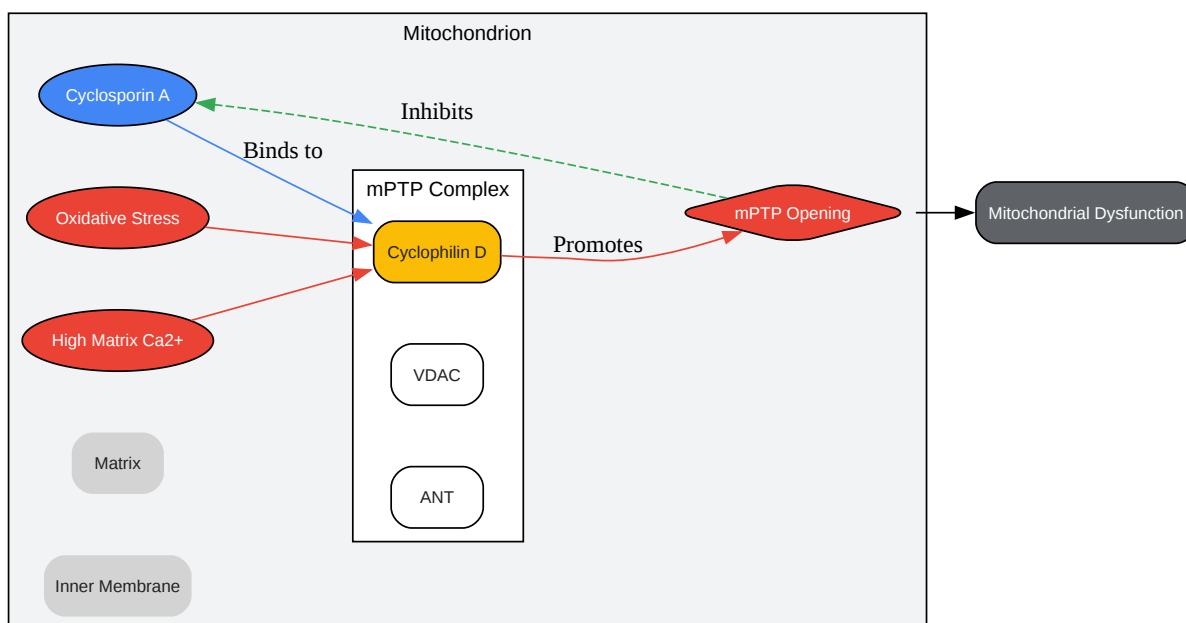 Mitochondrion
Cyclosporin A
Inhibits
Binds to
mPTP Complex
Oxidative Stress
mPTP Opening
Mitochondrial Dysfunction
Cyclophilin D
Promotes
High Matrix Ca2+
VDAC
Matrix
ANT
Inner Membrane